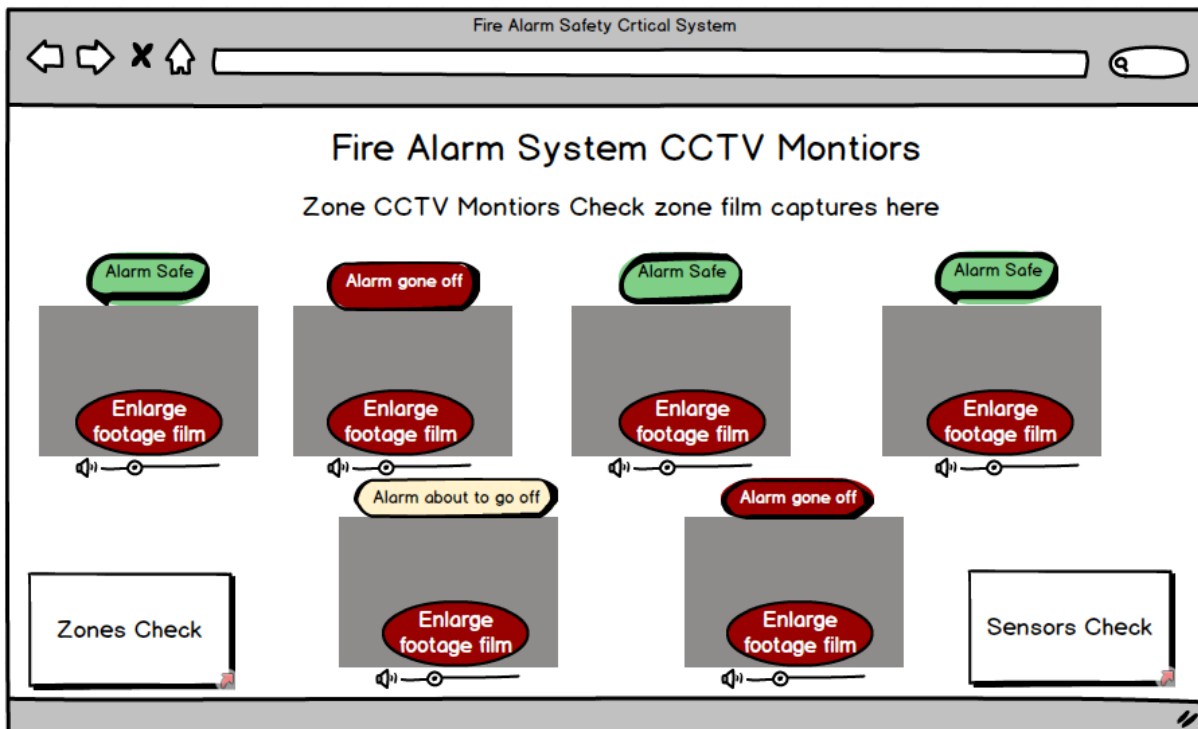 Fire Alarm Safety Crtical System
Fire Alarm System CCTV Montiors
Zone CCTV Montiors Check zone film captures here
Alarm Safe
Alarm gone off
Alarm Safe
Alarm Safe
Enlarge
footage film
Enlarge
footage film
Enlarge
footage film
Enlarge
footage film
Alarm about to go off
Alarm gone off
Enlarge
footage film
Enlarge
footage film
Zones Check
Sensors Check